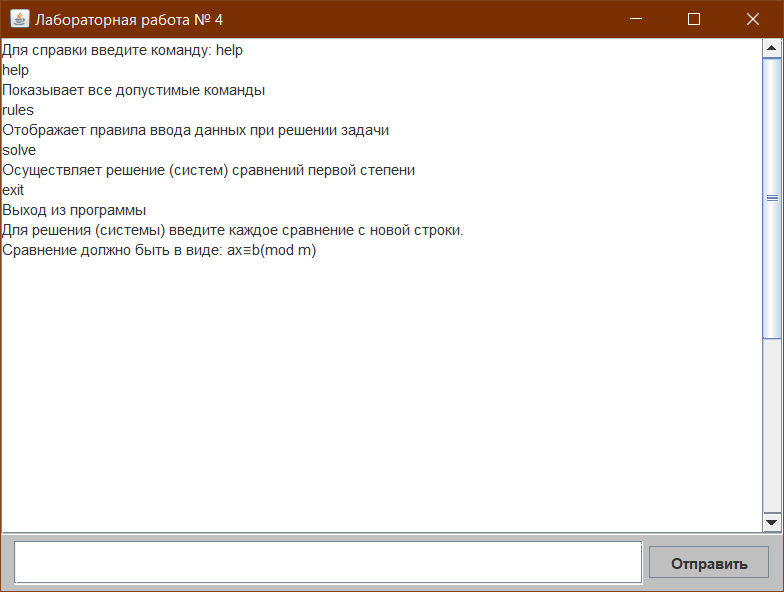 Лабораторная работа № 4
Для справки введите команду: help
help
Показывает все допустимые команды
rules
Отображает правила ввода данных при решении задачи
solve
Осуществляет решение (систем) сравнений первой степени
exit
Выход из программы
Для решения (системы) введите каждое сравнение с новой строки.
Сравнение должно быть в виде: ax≡b(mod m)
Отправить